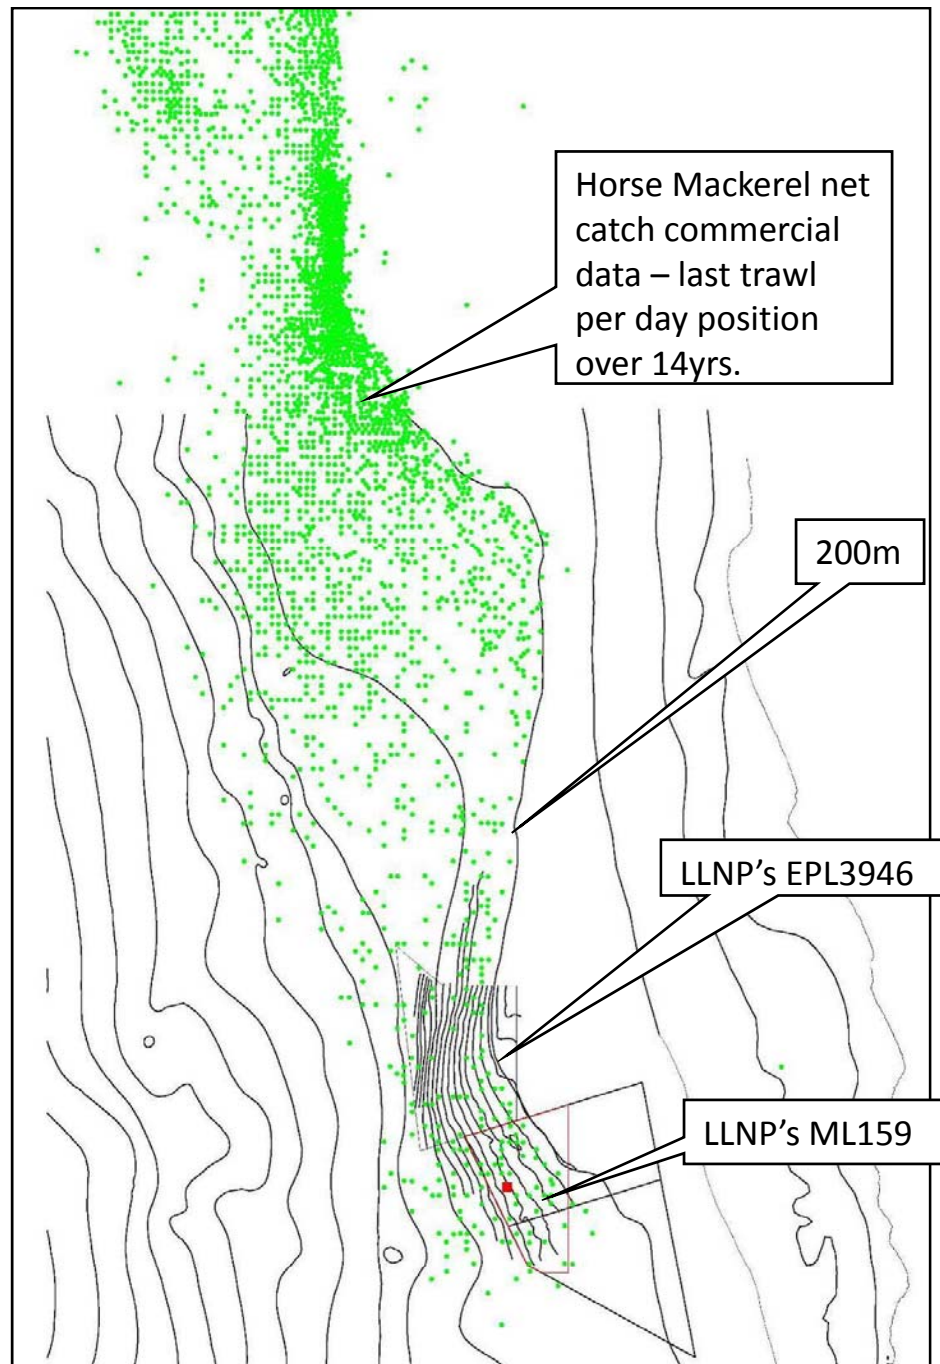 Horse Mackerel net
catch commercial
data – last trawl
per day position
over 14yrs.
200m
LLNP’s EPL3946
LLNP’s ML159